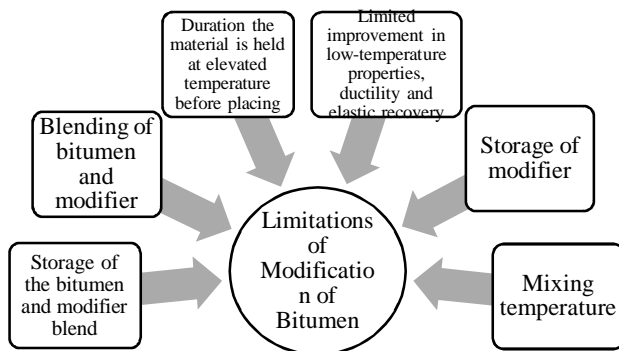 Duration the
material is held
at elevated
temperature
before placing
Limited
improvement in
low-temperature
properties,
ductility and
elastic recovery
Blending of
bitumen
and
modifier
Storage of
modifier
Storage of
the bitumen
and modifier
blend
Limitations
of
Modificatio
n of
Bitumen
Mixing
temperature